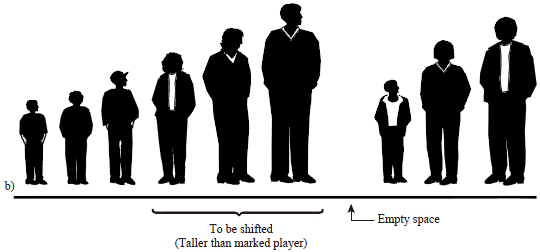 b)
Empty space
To be shifted
(Taller than marked player)